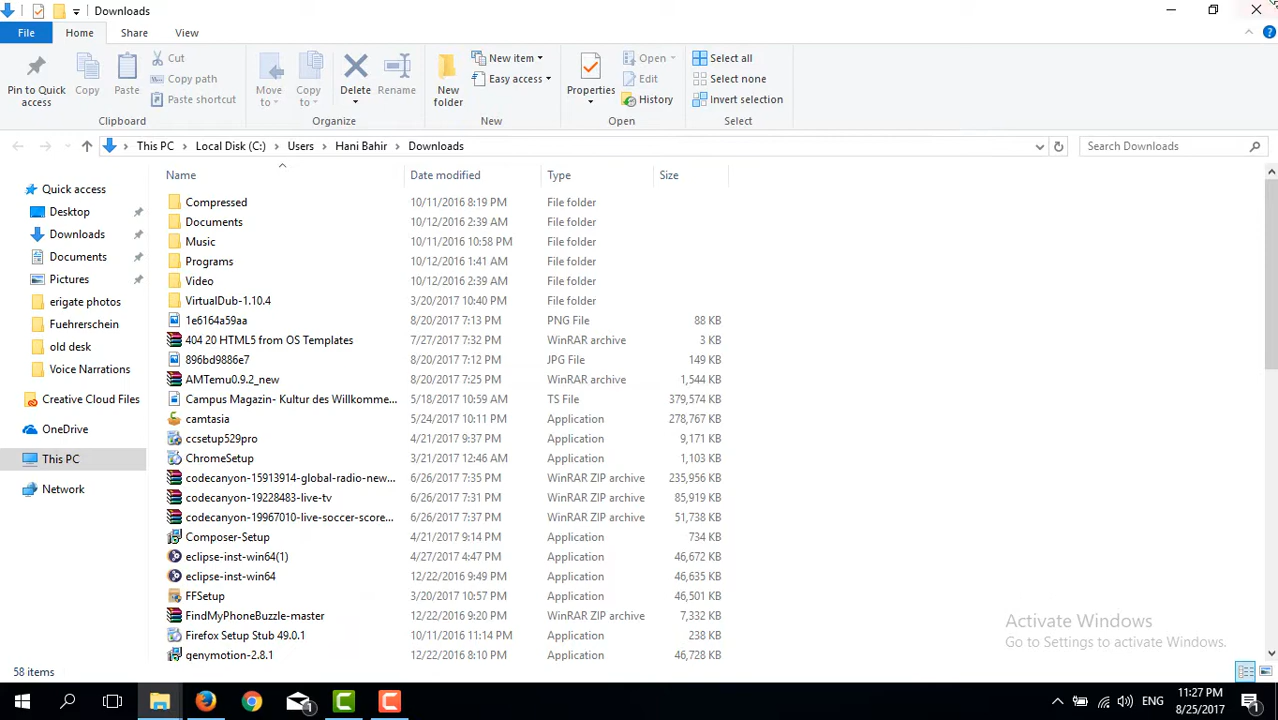 Downloads
File Home Share View
Pin to Quick access
Copy
Paste
Cut
Copy path
Paste shortcut
Clipboard
Move to
Copy to
Delete
Rename
Organize
New folder
New item
Easy access
New
Properties
Open
Edit
History
Open
Select all
Select none
Invert selection
Select
This PC > Local Disk (C:) > Users > Hani Bahir > Downloads
Search Downloads
Quick access
Desktop
Downloads
Documents
Pictures
erigate photos
Fuehrerschein
old desk
Voice Narrations
Creative Cloud Files
OneDrive
This PC
Network
Name Date modified Type Size
Compressed 10/11/2016 8:19 PM File folder
Documents 10/12/2016 2:39 AM File folder
Music 10/11/2016 10:58 PM File folder
Programs 10/12/2016 1:41 AM File folder
Video 10/12/2016 2:39 AM File folder
VirtualDub-1.10.4 3/20/2017 10:40 PM File folder
1e6164a59aa 8/20/2017 7:13 PM PNG File 88 KB
404 20 HTML5 from OS Templates 7/27/2017 7:32 PM WinRAR archive 3 KB
896bd9886e7 8/20/2017 7:12 PM JPG File 149 KB
AMTemu0.9.2_new 8/20/2017 7:25 PM WinRAR archive 1,544 KB
Campus Magazin- Kultur des Willkomme... 5/18/2017 10:59 AM TS File 379,574 KB
camtasia 5/24/2017 10:11 PM Application 278,767 KB
ccsetup529pro 4/21/2017 9:37 PM Application 9,171 KB
ChromeSetup 3/21/2017 12:46 AM Application 1,103 KB
codecanyon-15913914-global-radio-new... 6/26/2017 7:35 PM WinRAR ZIP archive 235,956 KB
codecanyon-19228483-live-tv 6/26/2017 7:31 PM WinRAR ZIP archive 85,919 KB
codecanyon-19967010-live-soccer-score... 6/26/2017 7:37 PM WinRAR ZIP archive 51,738 KB
Composer-Setup 4/21/2017 9:14 PM Application 734 KB
eclipse-inst-win64(1) 4/27/2017 4:47 PM Application 46,672 KB
eclipse-inst-win64 12/22/2016 9:49 PM Application 46,635 KB
FFSetup 3/20/2017 10:57 PM Application 46,501 KB
FindMyPhoneBuzzle-master 12/22/2016 9:20 PM WinRAR ZIP archive 7,332 KB
Firefox Setup Stub 49.0.1 10/11/2016 11:14 PM Application 238 KB
genymotion-2.8.1 12/22/2016 8:10 PM Application 46,728 KB
Activate Windows
Go to Settings to activate Windows.
58 items
1
ENG
11:27 PM
8/25/2017
1